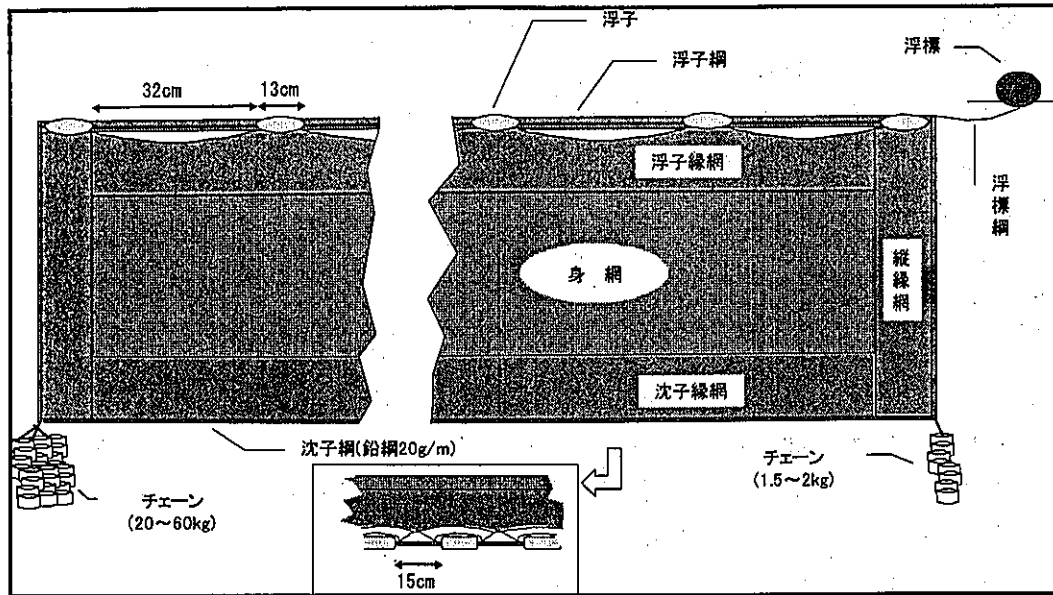 浮子
浮標
浮子綱
32cm
13cm
浮子縁網
浮標綱
身 網
縦縁網
沈子縁網
沈子綱(鉛綱20g/m)
チェーン
(1.5～2kg)
チェーン
(20～60kg)
15cm